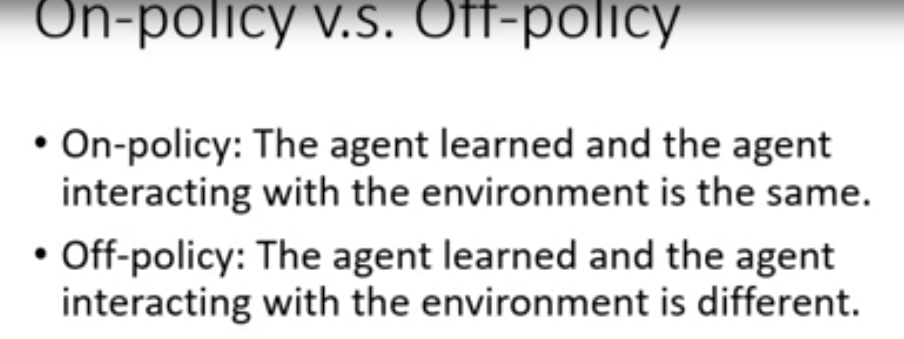 On-policy v.s. Off-policy
• On-policy: The agent learned and the agent
interacting with the environment is the same.
• Off-policy: The agent learned and the agent
interacting with the environment is different.